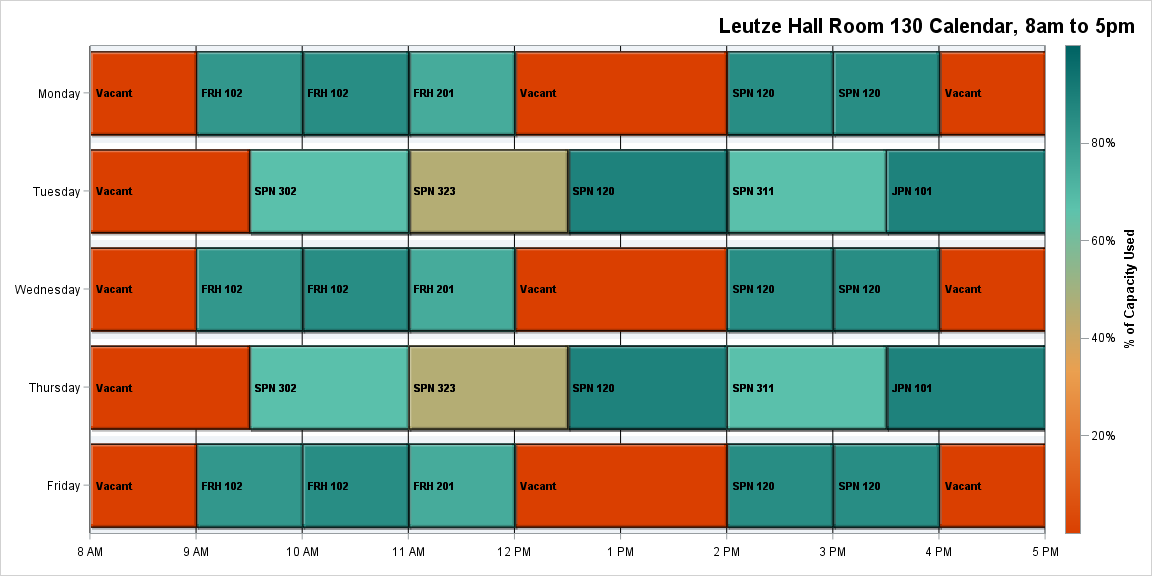 Leutze Hall Room 130 Calendar, 8am to 5pm
Monday
Vacant
FRH 102
FRH 102
FRH 201
Vacant
SPN 120
SPN 120
Vacant
Tuesday
Vacant
SPN 302
SPN 323
SPN 120
SPN 311
JPN 101
Wednesday
Vacant
FRH 102
FRH 102
FRH 201
Vacant
SPN 120
SPN 120
Vacant
Thursday
Vacant
SPN 302
SPN 323
SPN 120
SPN 311
JPN 101
Friday
Vacant
FRH 102
FRH 102
FRH 201
Vacant
SPN 120
SPN 120
Vacant
8 AM
9 AM
10 AM
11 AM
12 PM
1 PM
2 PM
3 PM
4 PM
5 PM
80%
60%
40%
20%
% of Capacity Used